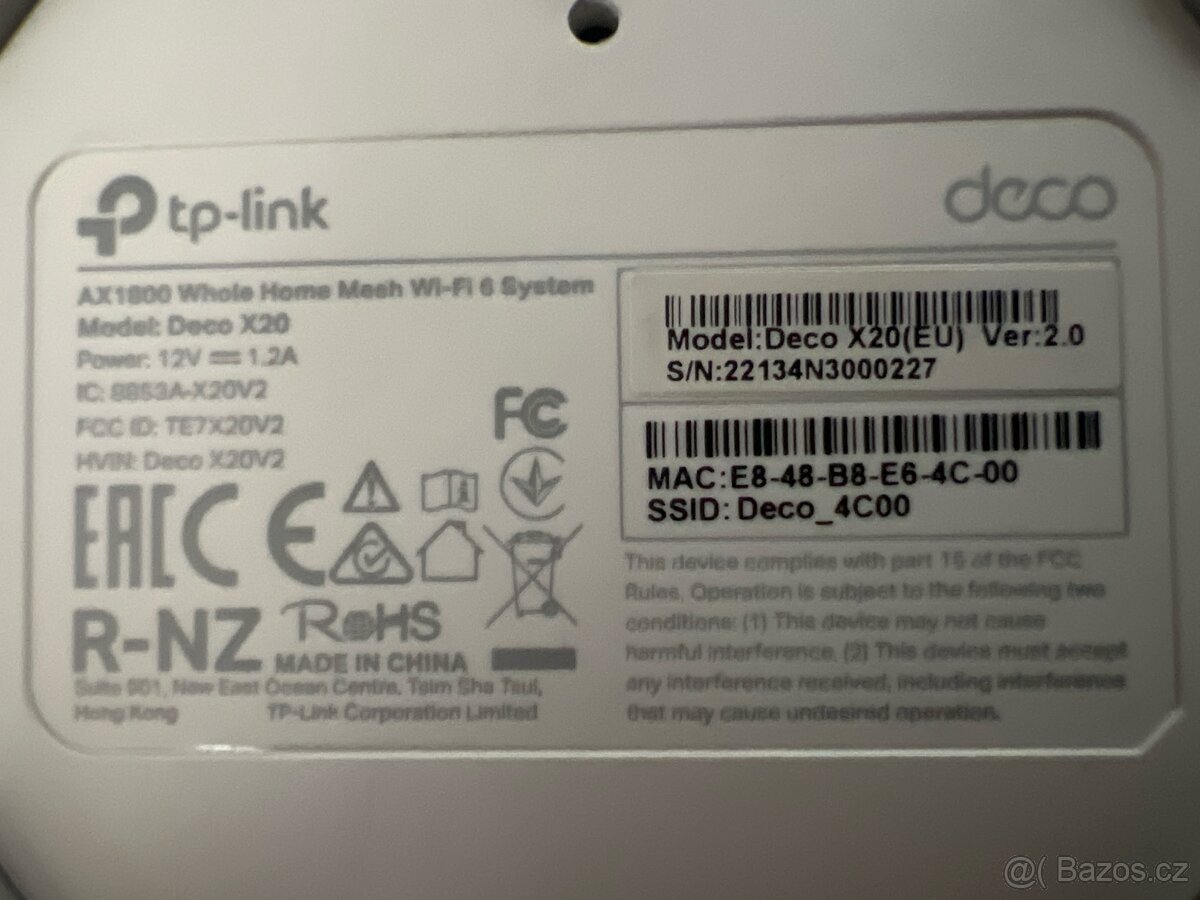 tp-link
deco
AX1800 Whole Home Mesh Wi-Fi 6 System
Model: Deco X20
Power: 12V ⎓ 1.2A
IC: 8853A-X20V2
FCC ID: TE7X20V2
HVIN: Deco X20V2
FC
EAC CE
R-NZ RoHS
MADE IN CHINA
Suite 901, New East Ocean Centre, Tsim Sha Tsui,
Hong Kong TP-Link Corporation Limited
Model:Deco X20(EU) Ver:2.0
S/N:22134N3000227
MAC:E8-48-B8-E6-4C-00
SSID: Deco_4C00
This device complies with part 15 of the FCC
Rules, Operation is subject to the following two
conditions: (1) This device may not cause
harmful interference, (2) This device must accept
any interference received, including interference
that may cause undesired operation.
@( Bazos.cz